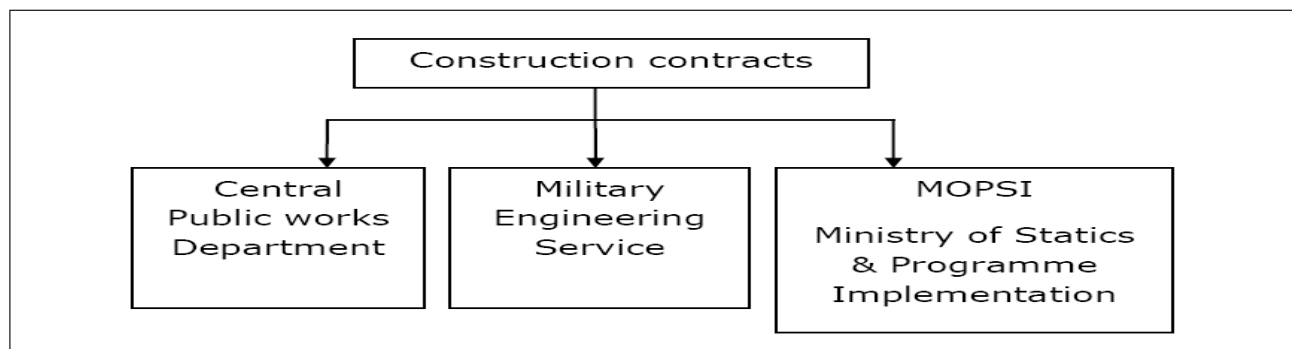 Construction contracts
Central
Public works
Department
Military
Engineering
Service
MOPSI
Ministry of Statics
& Programme
Implementation